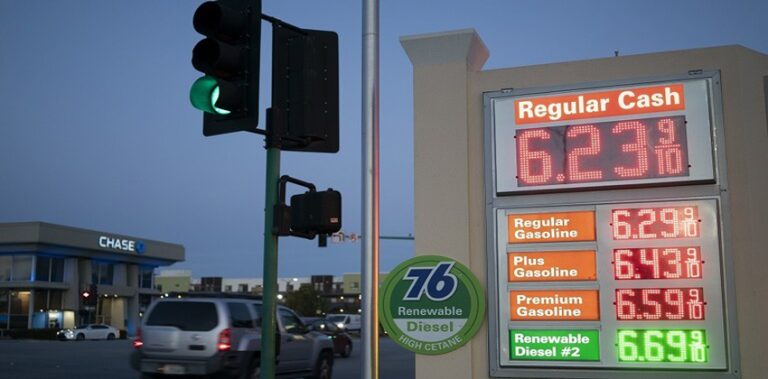 CHASE
76
Renewable
Diesel
HIGH CETANE
Regular Cash
6.23 9/10
Regular
Gasoline
6.29 9/10
Plus
Gasoline
6.43 9/10
Premium
Gasoline
6.59 9/10
Renewable
Diesel #2
6.69 9/10